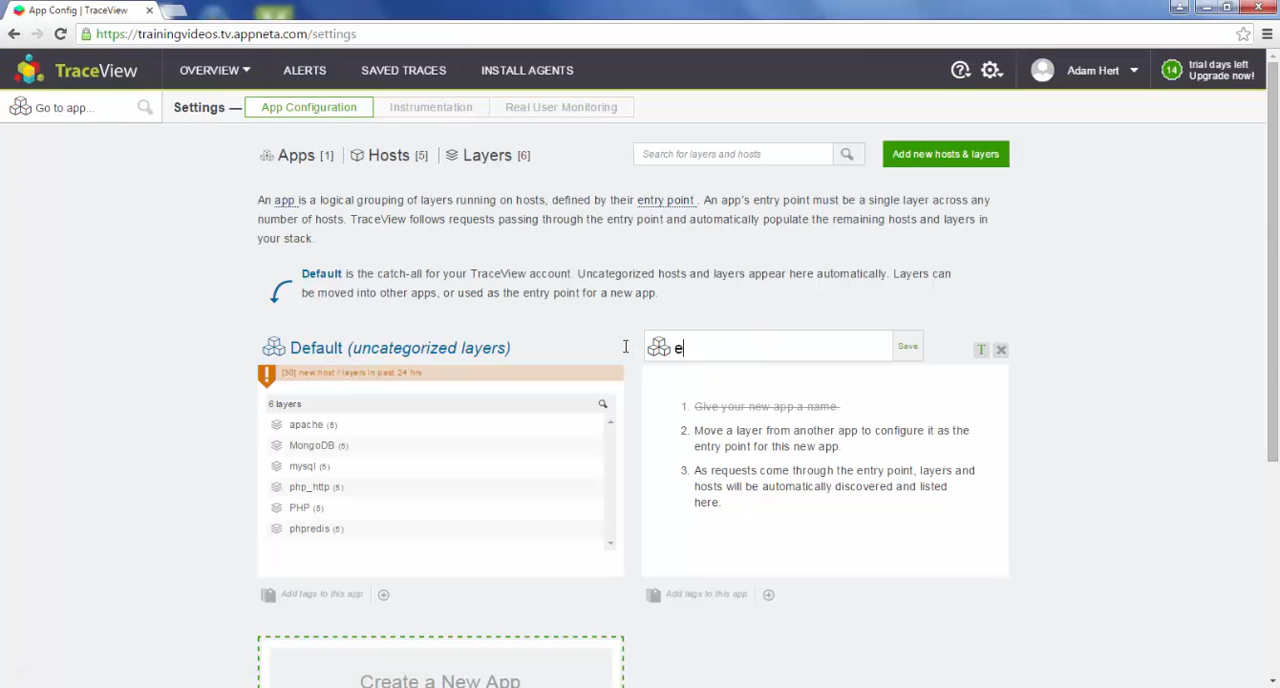 App Config | TraceView
https://trainingvideos.tv.appneta.com/settings
TraceView
OVERVIEW
ALERTS
SAVED TRACES
INSTALL AGENTS
Adam Hert
14
trial days left
Upgrade now!
Go to app...
Settings —
App Configuration
Instrumentation
Real User Monitoring
Apps [1]
Hosts [5]
Layers [6]
Search for layers and hosts
Add new hosts & layers
An app is a logical grouping of layers running on hosts, defined by their entry point . An app's entry point must be a single layer across any
number of hosts. TraceView follows requests passing through the entry point and automatically populate the remaining hosts and layers in
your stack.
Default is the catch-all for your TraceView account. Uncategorized hosts and layers appear here automatically. Layers can
be moved into other apps, or used as the entry point for a new app.
Default (uncategorized layers)
[30] new host / layers in past 24 hrs
6 layers
apache (5)
MongoDB (5)
mysql (5)
php_http (5)
PHP (5)
phpredis (5)
Add tags to this app
e
Save
T
1. Give your new app a name.
2. Move a layer from another app to configure it as the
entry point for this new app.
3. As requests come through the entry point, layers and
hosts will be automatically discovered and listed
here.
Add tags to this app
Create a New App